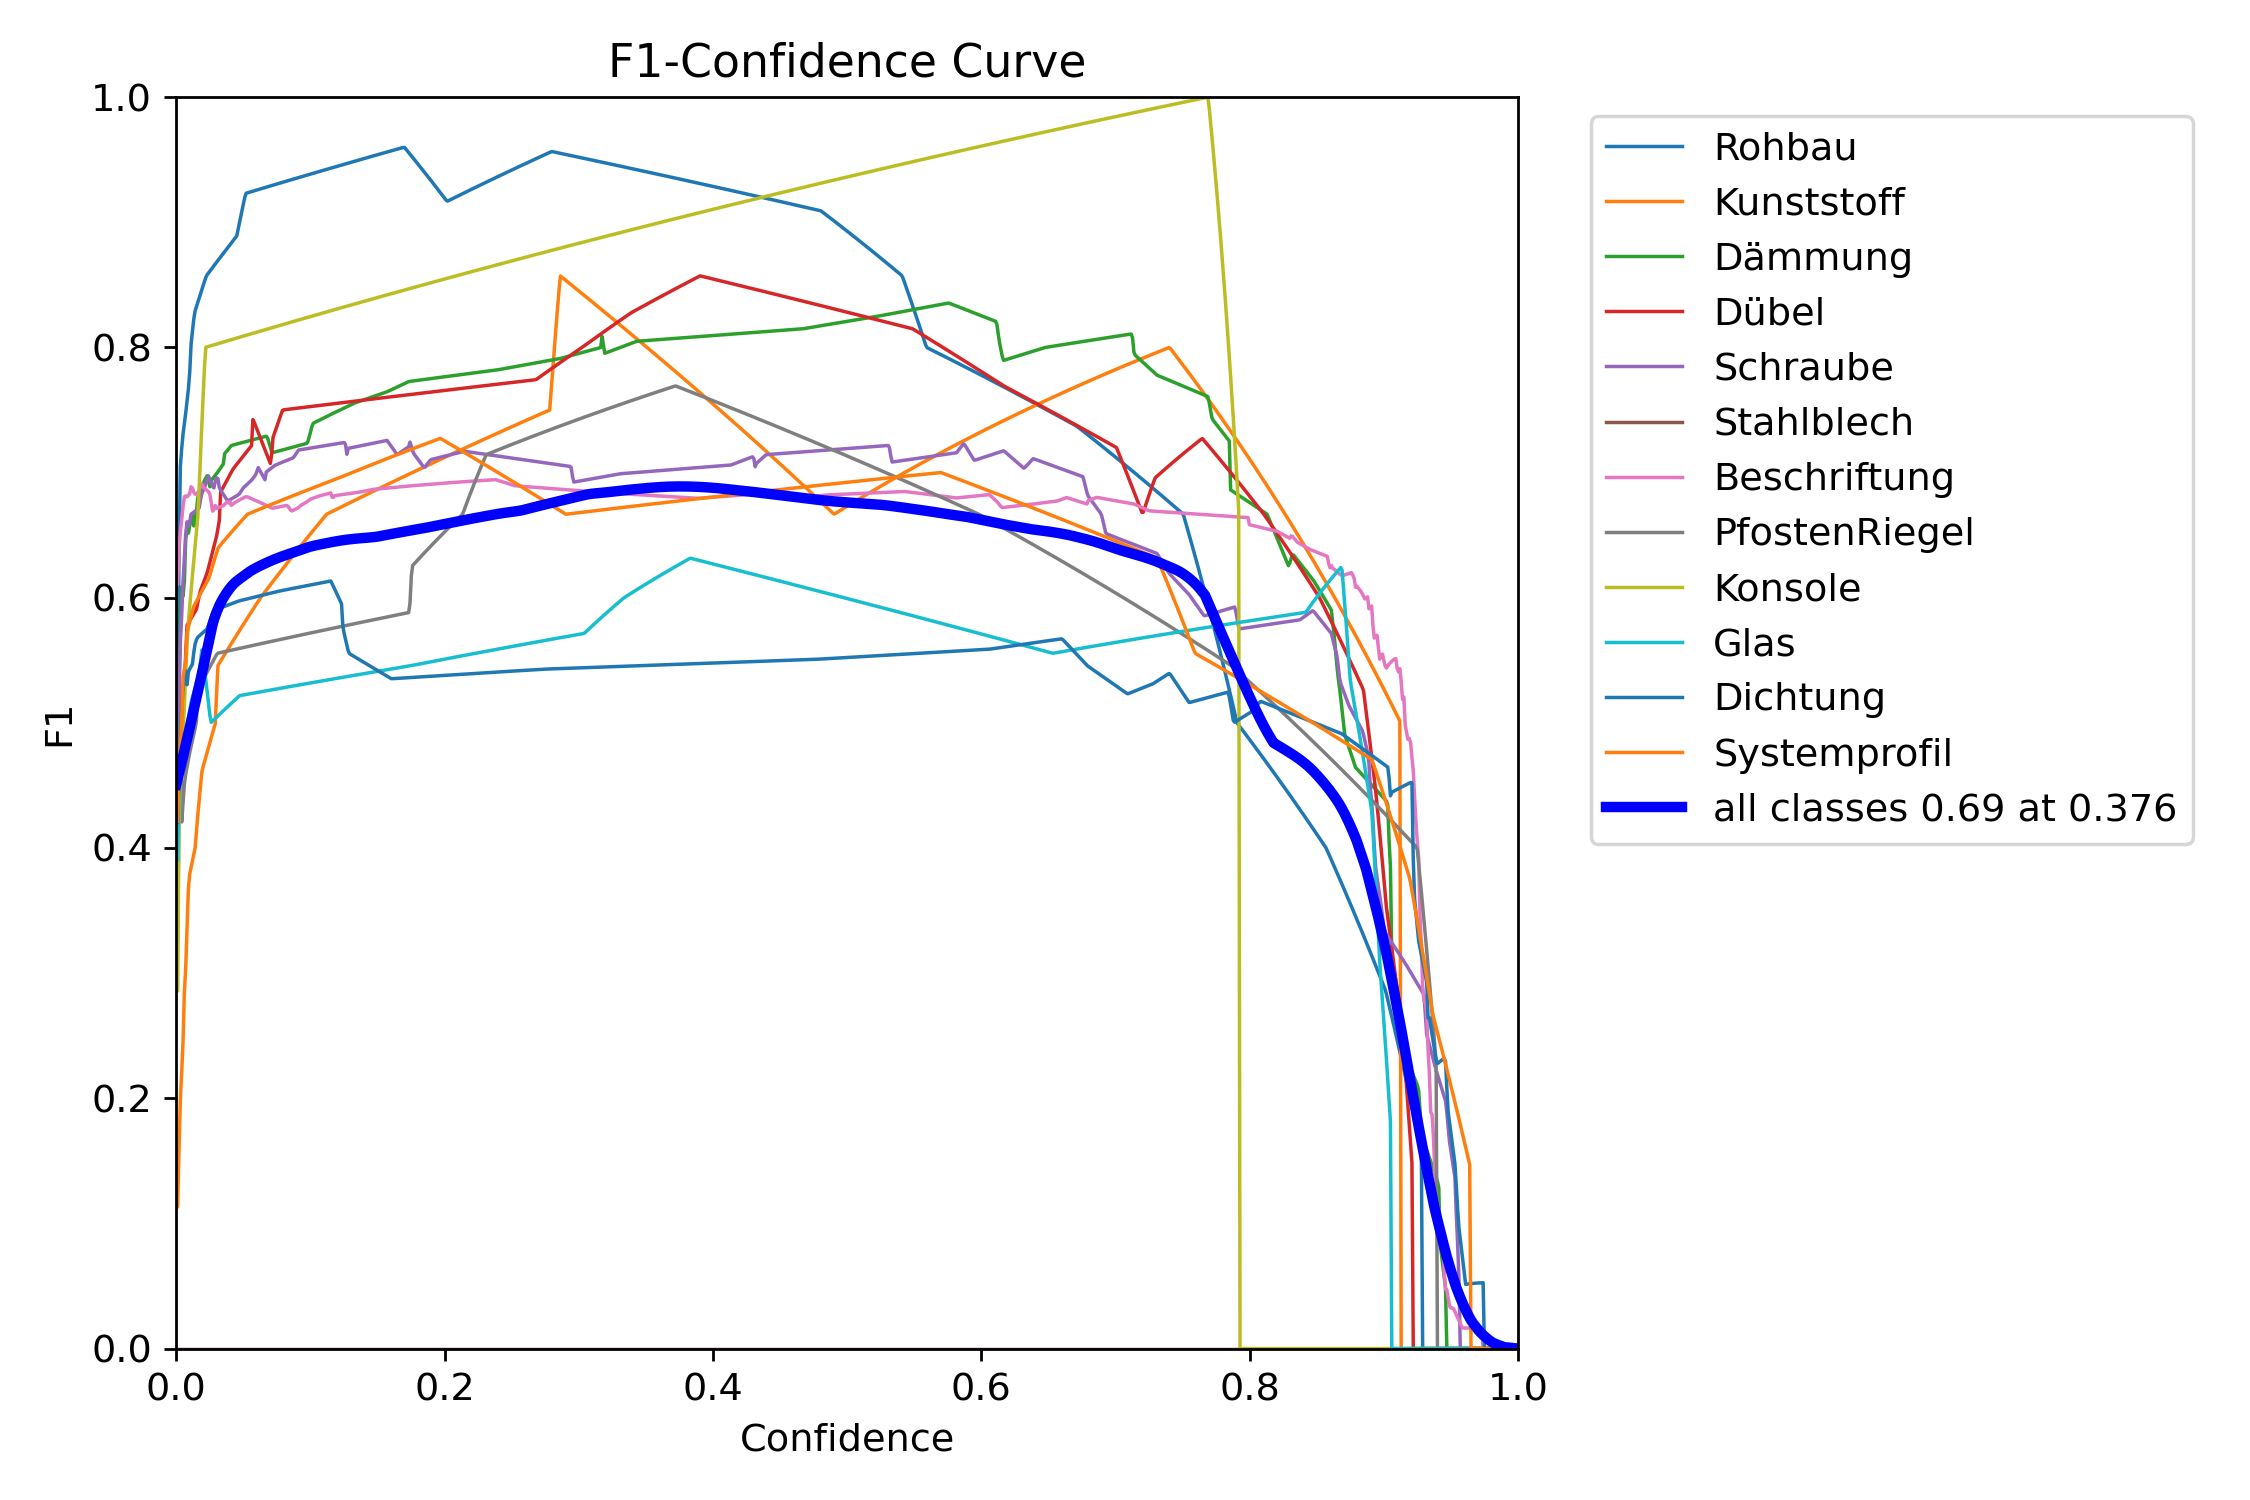 F1-Confidence Curve
1.0
0.8
0.6
0.4
0.2
0.0
F1
0.0 0.2 0.4 0.6 0.8 1.0
Confidence
Rohbau
Kunststoff
Dämmung
Dübel
Schraube
Stahlblech
Beschriftung
PfostenRiegel
Konsole
Glas
Dichtung
Systemprofil
all classes 0.69 at 0.376